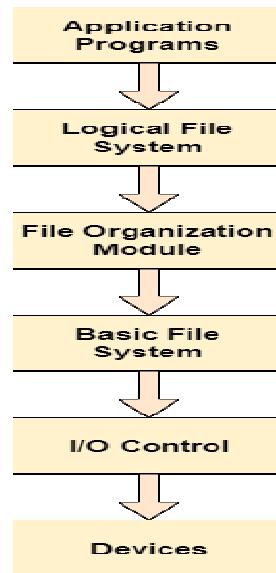 Application
Programs
Logical File
System
File Organization
Module
Basic File
System
I/O Control
Devices